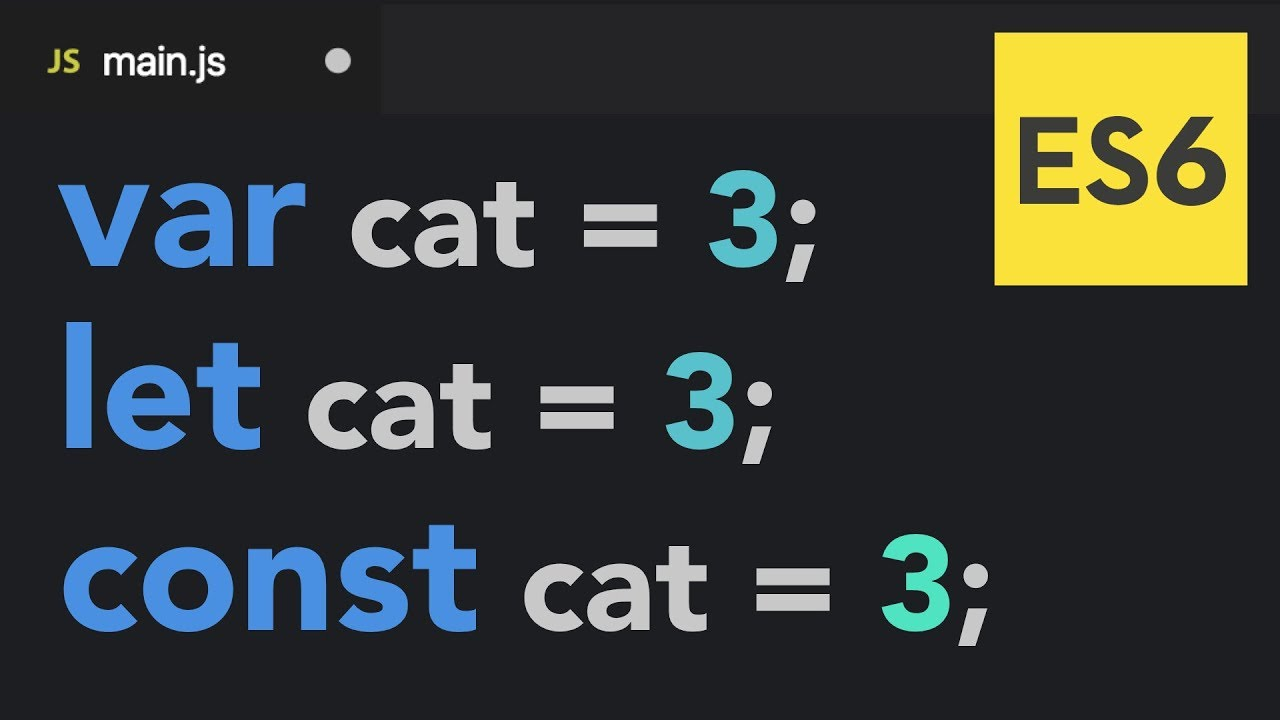 JS main.js
ES6
var cat = 3;
let cat = 3;
const cat = 3;